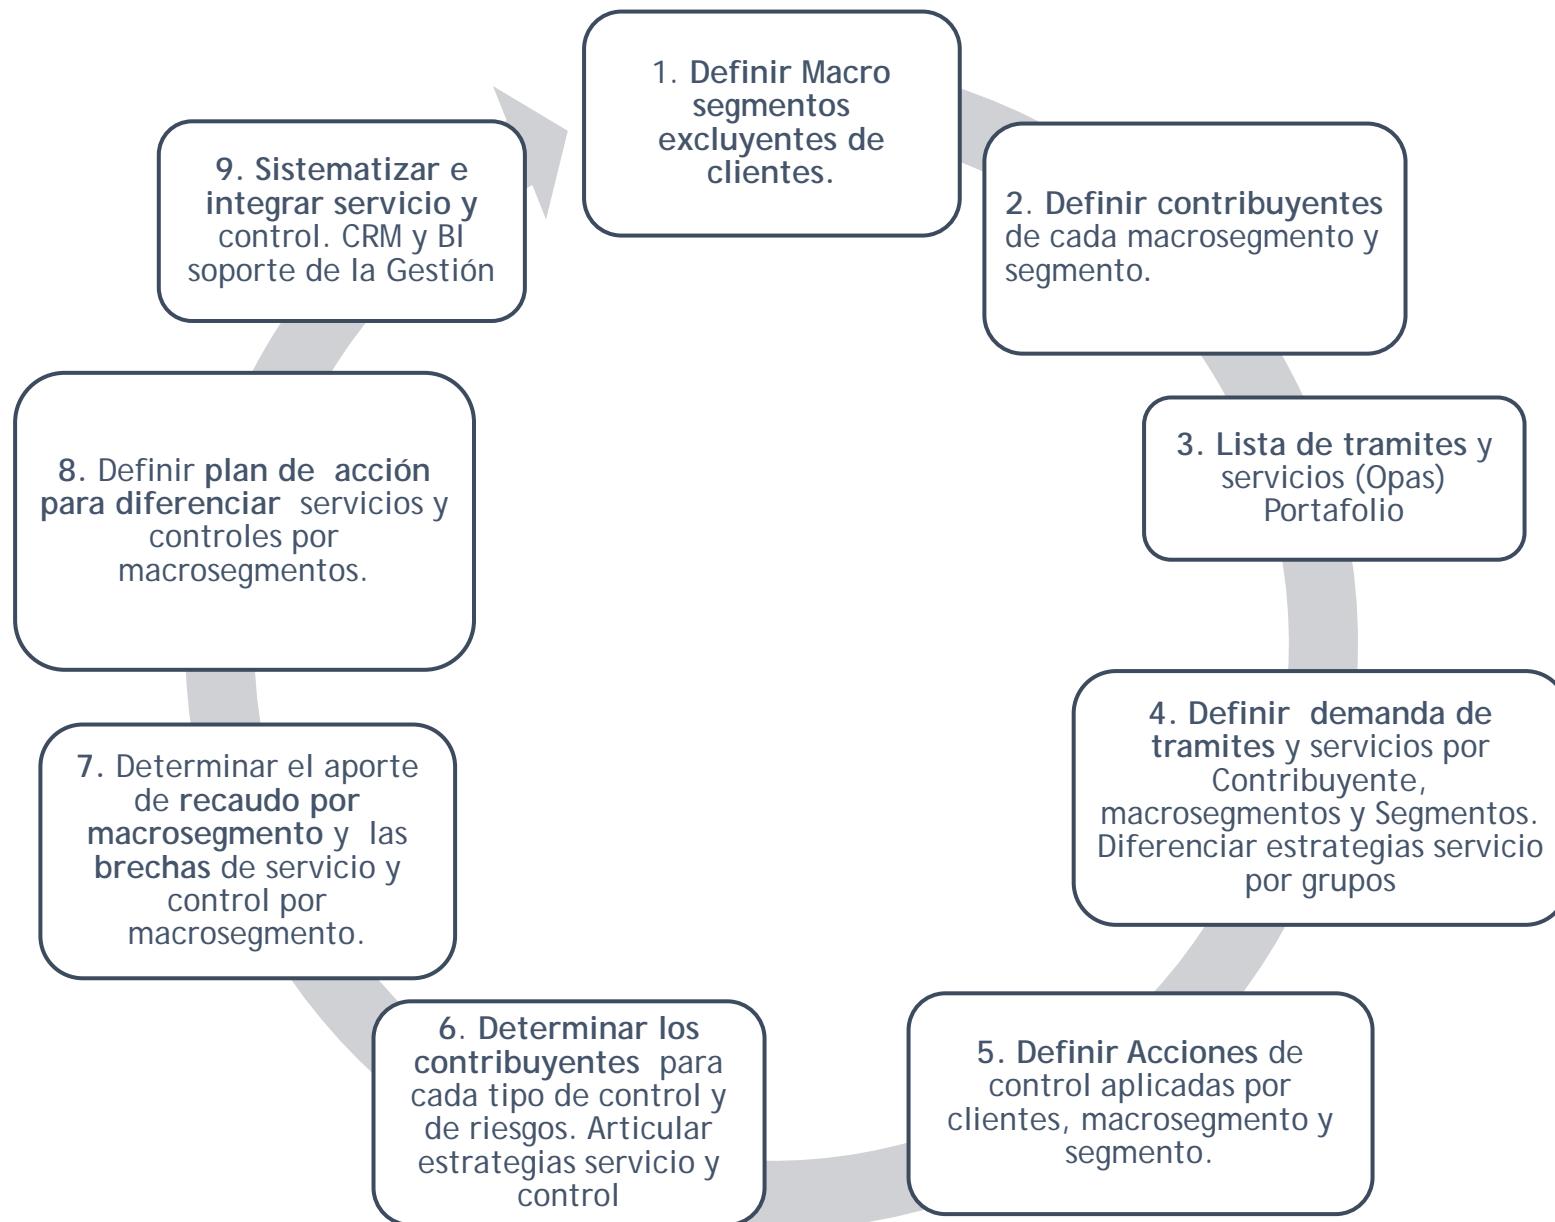 1. Definir Macro
segmentos
excluyentes de
clientes.
2. Definir contribuyentes
de cada macrosegmento y
segmento.
3. Lista de tramites y
servicios (Opas)
Portafolio
4. Definir demanda de
tramites y servicios por
Contribuyente,
macrosegmentos y Segmentos.
Diferenciar estrategias servicio
por grupos
5. Definir Acciones de
control aplicadas por
clientes, macrosegmento y
segmento.
6. Determinar los
contribuyentes para
cada tipo de control y
de riesgos. Articular
estrategias servicio y
control
7. Determinar el aporte
de recaudo por
macrosegmento y las
brechas de servicio y
control por
macrosegmento.
8. Definir plan de acción
para diferenciar servicios y
controles por
macrosegmentos.
9. Sistematizar e
integrar servicio y
control. CRM y BI
soporte de la Gestión